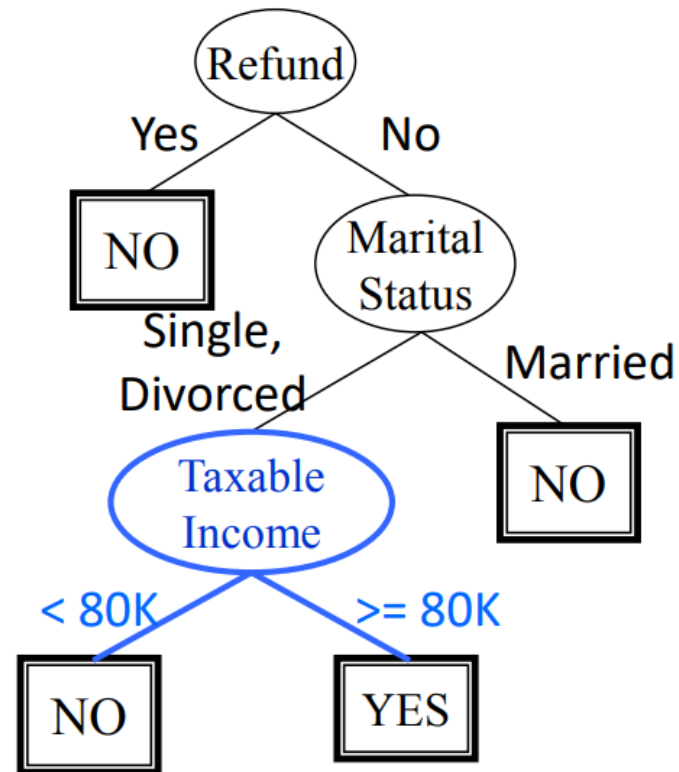 Refund
Yes
No
NO
Marital
Status
Single,
Divorced
Married
Taxable
Income
NO
< 80K
>= 80K
NO
YES